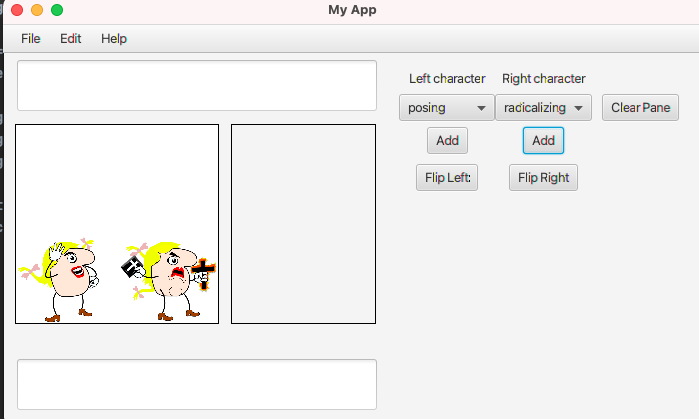 My App
File Edit Help
Left character Right character
posing radicalizing Clear Pane
Add Add
Flip Left: Flip Right